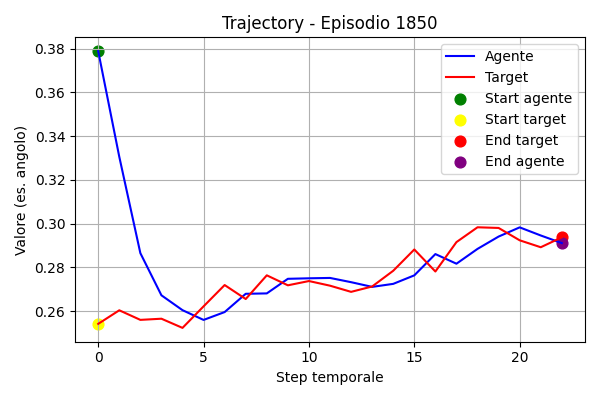 Trajectory - Episodio 1850
Valore (es. angolo)
0.38
0.36
0.34
0.32
0.30
0.28
0.26
0
5
10
15
20
Step temporale
Agente
Target
Start agente
Start target
End target
End agente